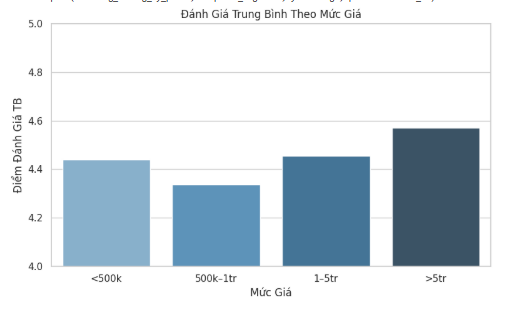 Đánh Giá Trung Bình Theo Mức Giá
5.0
4.8
4.6
4.4
4.2
4.0
Điểm Đánh Giá TB
<500k
500k–1tr
1–5tr
>5tr
Mức Giá